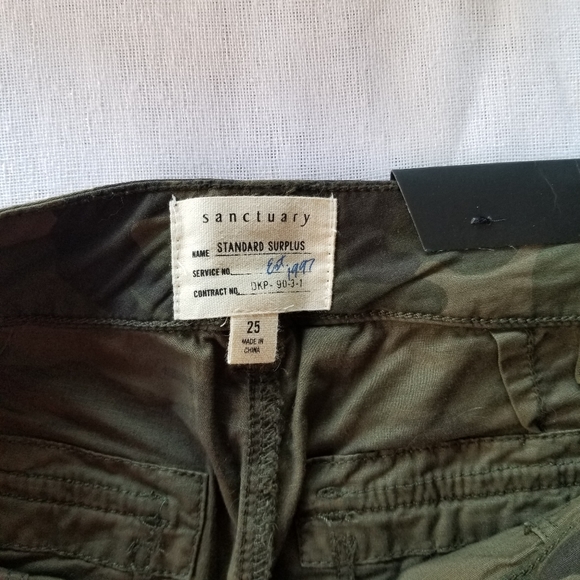 sanctuary
NAME STANDARD SURPLUS
SERVICE NO. Est. 1997
CONTRACT NO. DKP-90-3-1
25
MADE IN
CHINA